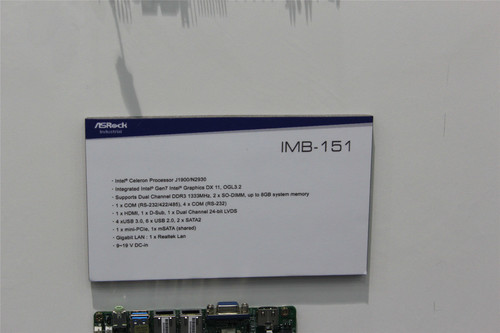 ASRock
Industrial
IMB-151
· Intel® Celeron Processor J1900/N2930
· Integrated Intel® Gen7 Intel® Graphics DX 11, OGL3.2
· Supports Dual Channel DDR3 1333MHz, 2 x SO-DIMM, up to 8GB system memory
· 1 x COM (RS-232/422/485), 4 x COM (RS-232)
· 1 x HDMI, 1 x D-Sub, 1 x Dual Channel 24-bit LVDS
· 4 xUSB 3.0, 6 x USB 2.0, 2 x SATA2
· 1 x mini-PCIe, 1x mSATA (shared)
· Gigabit LAN : 1 x Realtek Lan
· 9~19 V DC-in